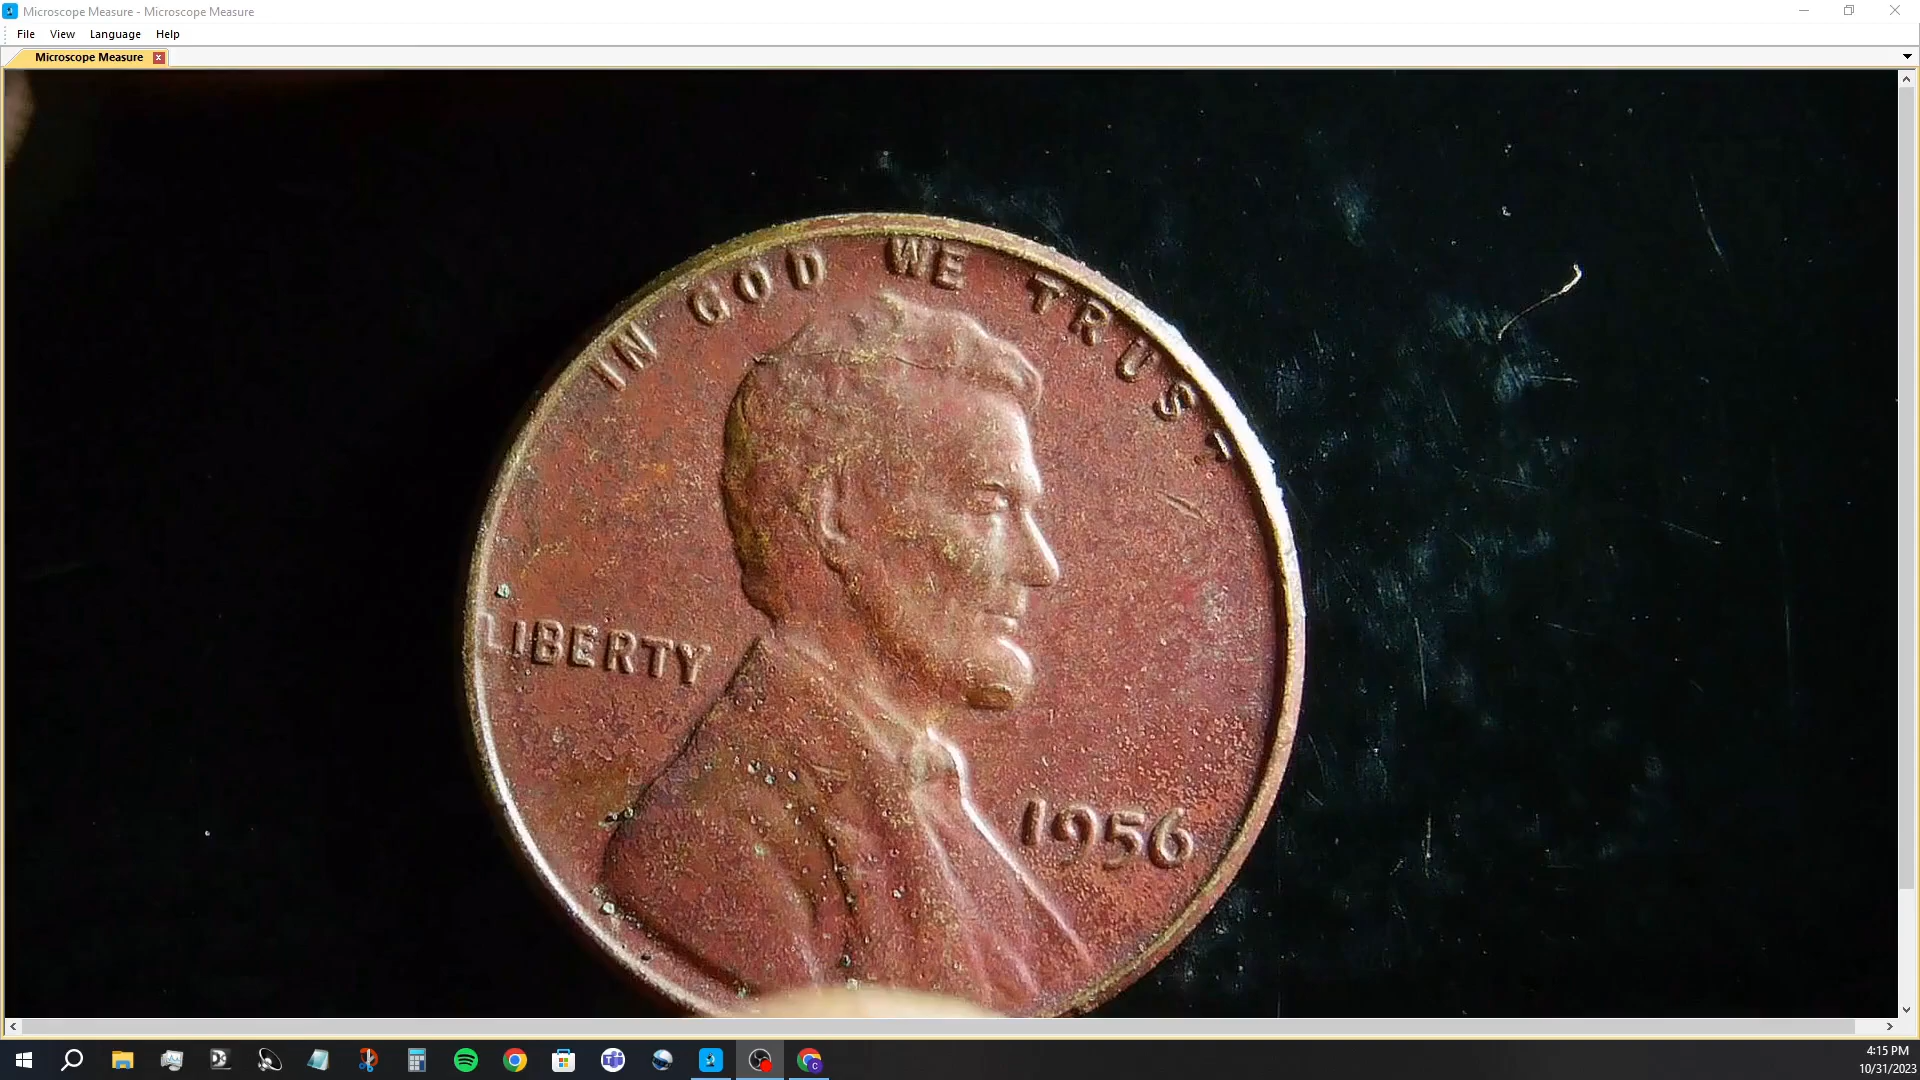 Microscope Measure - Microscope Measure
File View Language Help
Microscope Measure
IN GOD WE TRUST
LIBERTY
1956
4:15 PM
10/31/2023